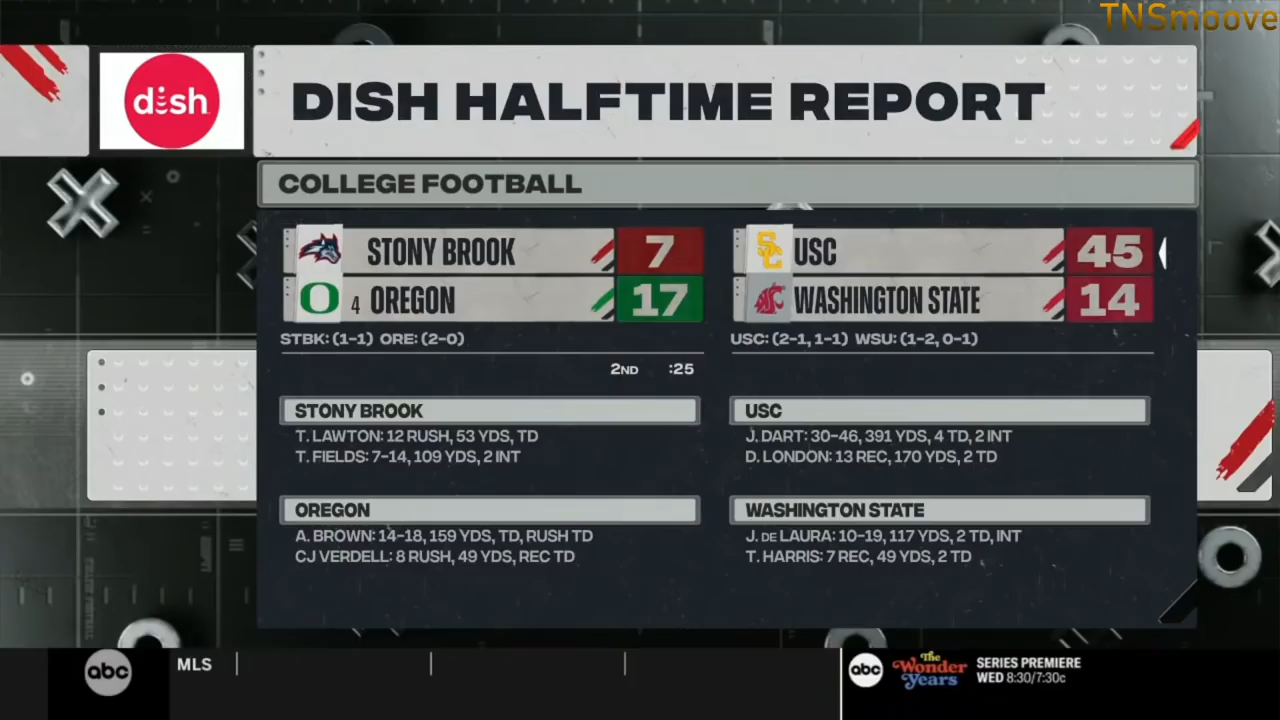 TNSmoove
dish
DISH HALFTIME REPORT
COLLEGE FOOTBALL
STONY BROOK 7
4 OREGON 17
STBK: (1-1) ORE: (2-0)
2ND :25
STONY BROOK
T. LAWTON: 12 RUSH, 53 YDS, TD
T. FIELDS: 7-14, 109 YDS, 2 INT
OREGON
A. BROWN: 14-18, 159 YDS, TD, RUSH TD
CJ VERDELL: 8 RUSH, 49 YDS, REC TD
SC USC 45
WASHINGTON STATE 14
USC: (2-1, 1-1) WSU: (1-2, 0-1)
USC
J. DART: 30-46, 391 YDS, 4 TD, 2 INT
D. LONDON: 13 REC, 170 YDS, 2 TD
WASHINGTON STATE
J. DE LAURA: 10-19, 117 YDS, 2 TD, INT
T. HARRIS: 7 REC, 49 YDS, 2 TD
abc MLS
abc The Wonder Years SERIES PREMIERE
WED 8:30/7:30c